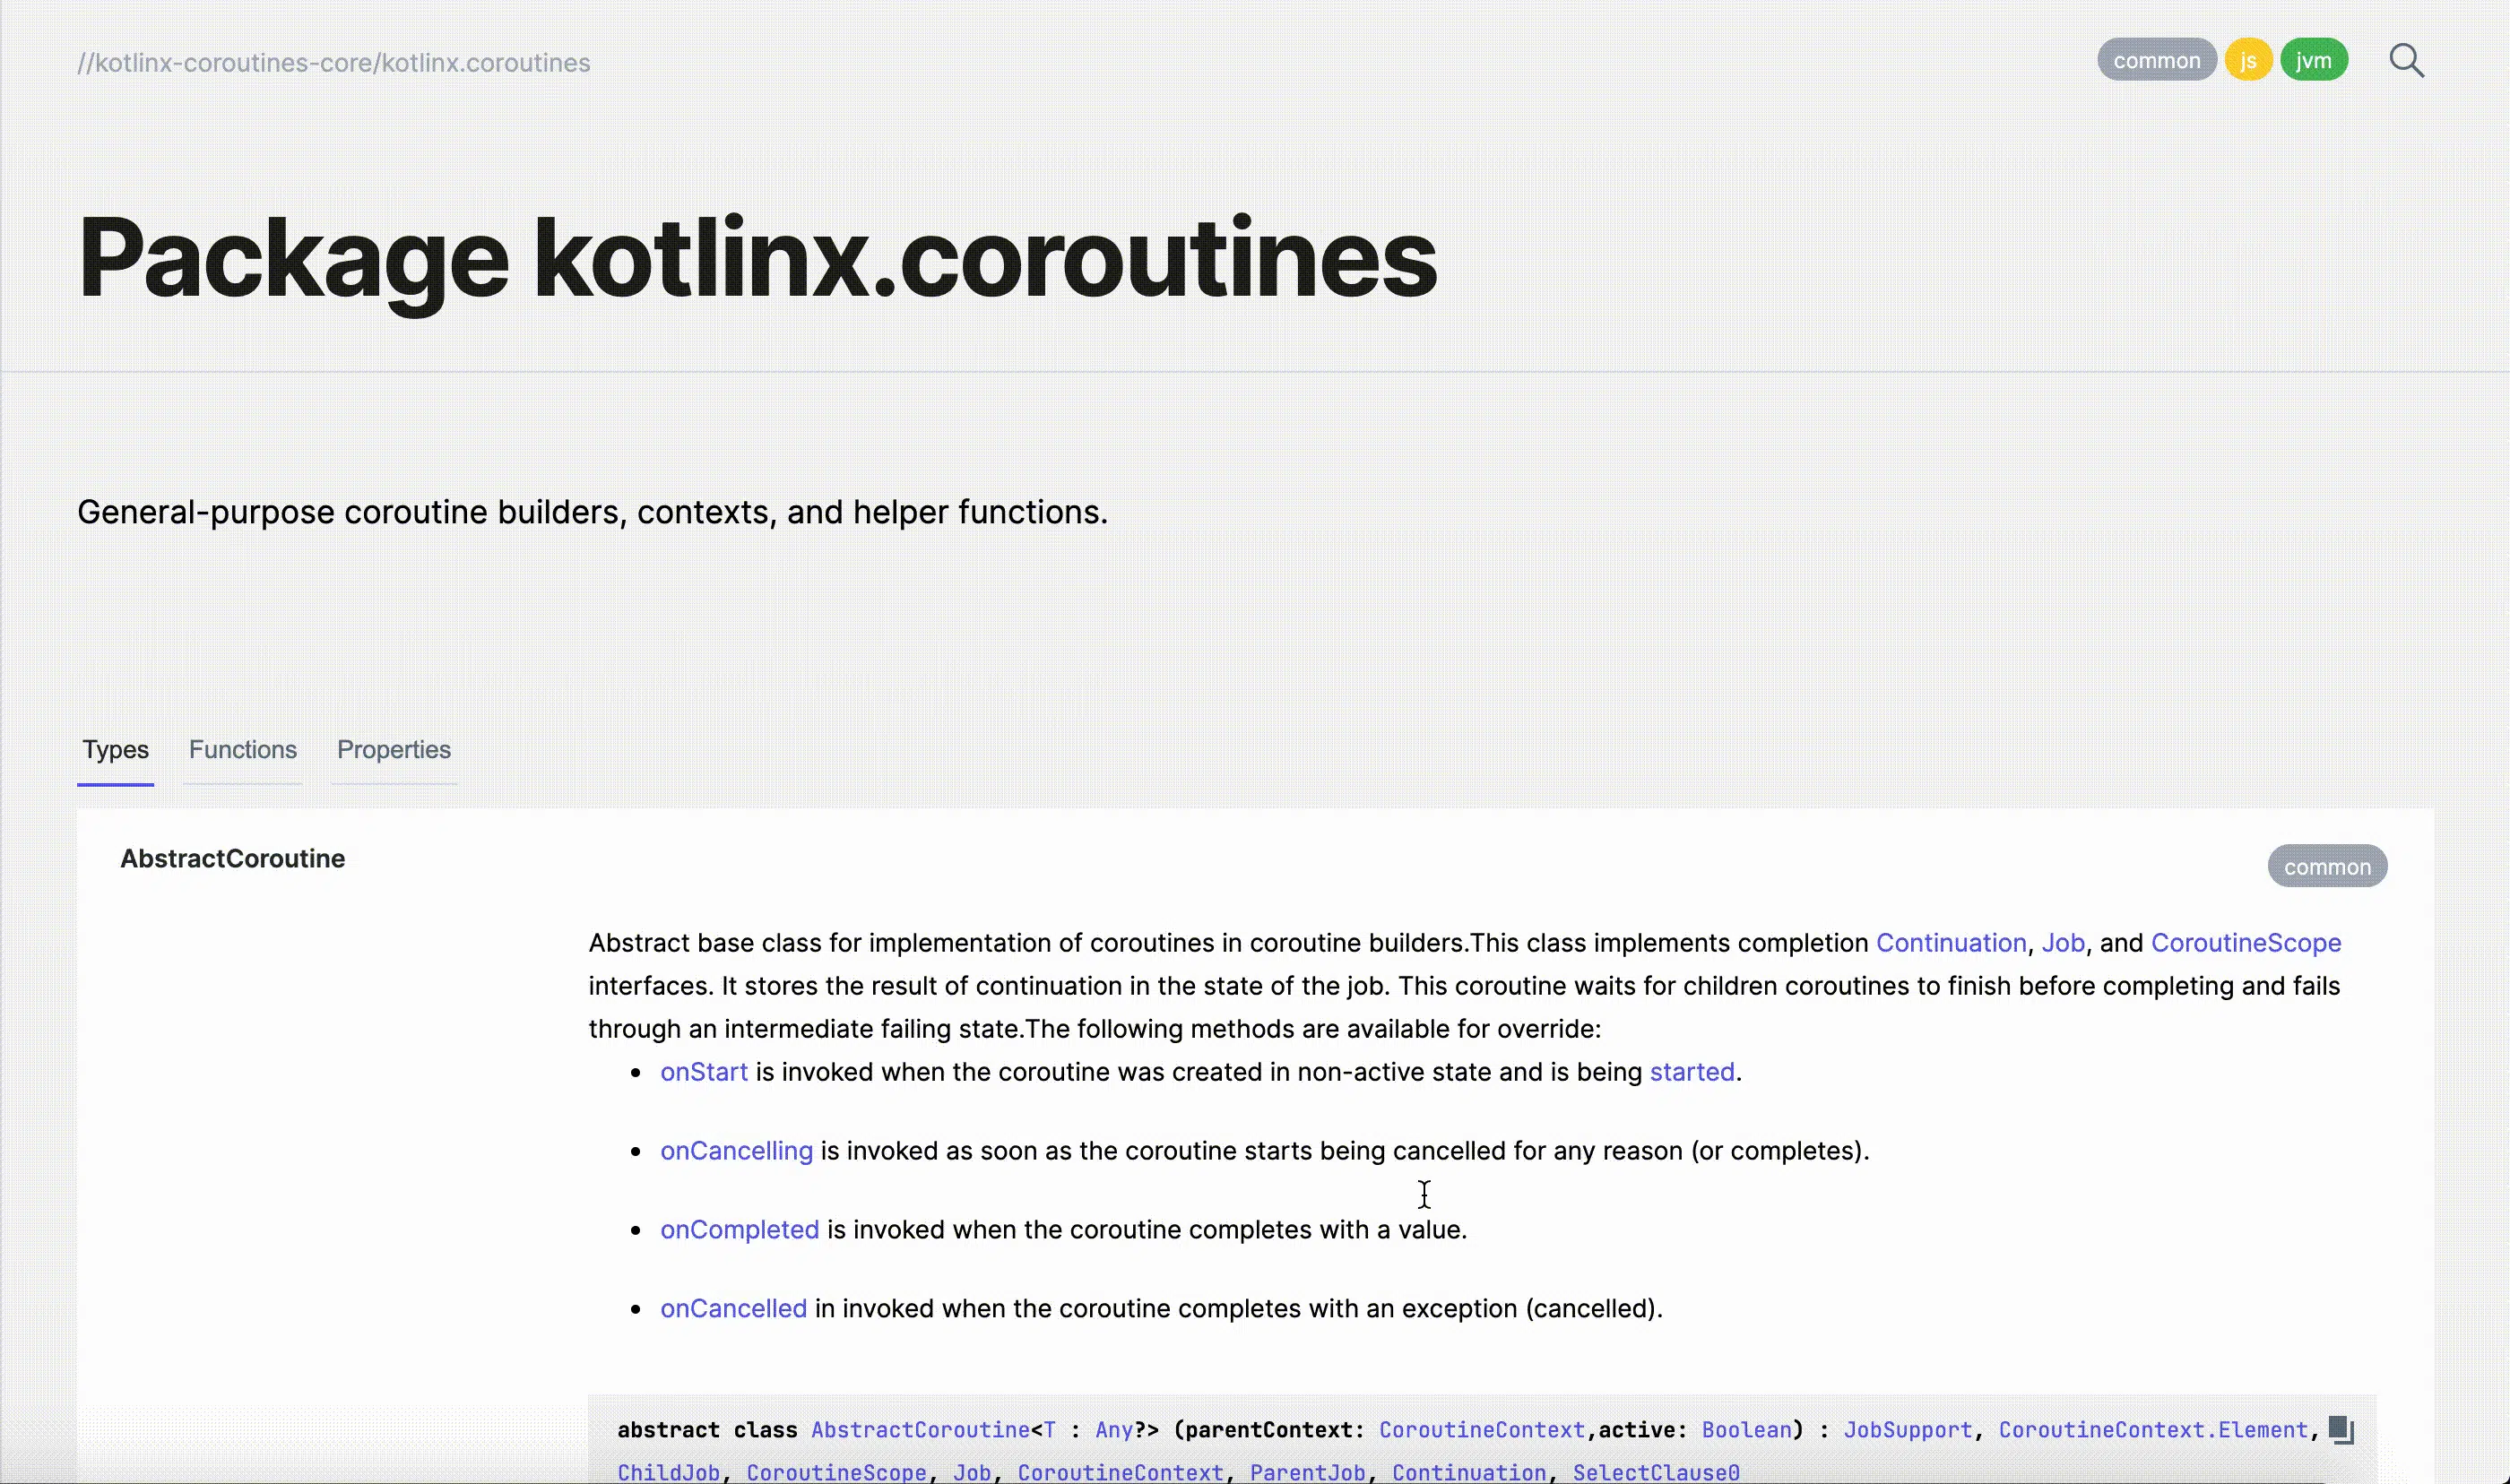 //kotlinx-coroutines-core/kotlinx.coroutines
common js jvm
Package kotlinx.coroutines
General-purpose coroutine builders, contexts, and helper functions.
Types Functions Properties
AbstractCoroutine
common
Abstract base class for implementation of coroutines in coroutine builders.This class implements completion Continuation, Job, and CoroutineScope
interfaces. It stores the result of continuation in the state of the job. This coroutine waits for children coroutines to finish before completing and fails
through an intermediate failing state.The following methods are available for override:
• onStart is invoked when the coroutine was created in non-active state and is being started.
• onCancelling is invoked as soon as the coroutine starts being cancelled for any reason (or completes).
• onCompleted is invoked when the coroutine completes with a value.
• onCancelled in invoked when the coroutine completes with an exception (cancelled).
abstract class AbstractCoroutine<T : Any?> (parentContext: CoroutineContext,active: Boolean) : JobSupport, CoroutineContext.Element,
ChildJob, CoroutineScope, Job, CoroutineContext, ParentJob, Continuation, SelectClause0